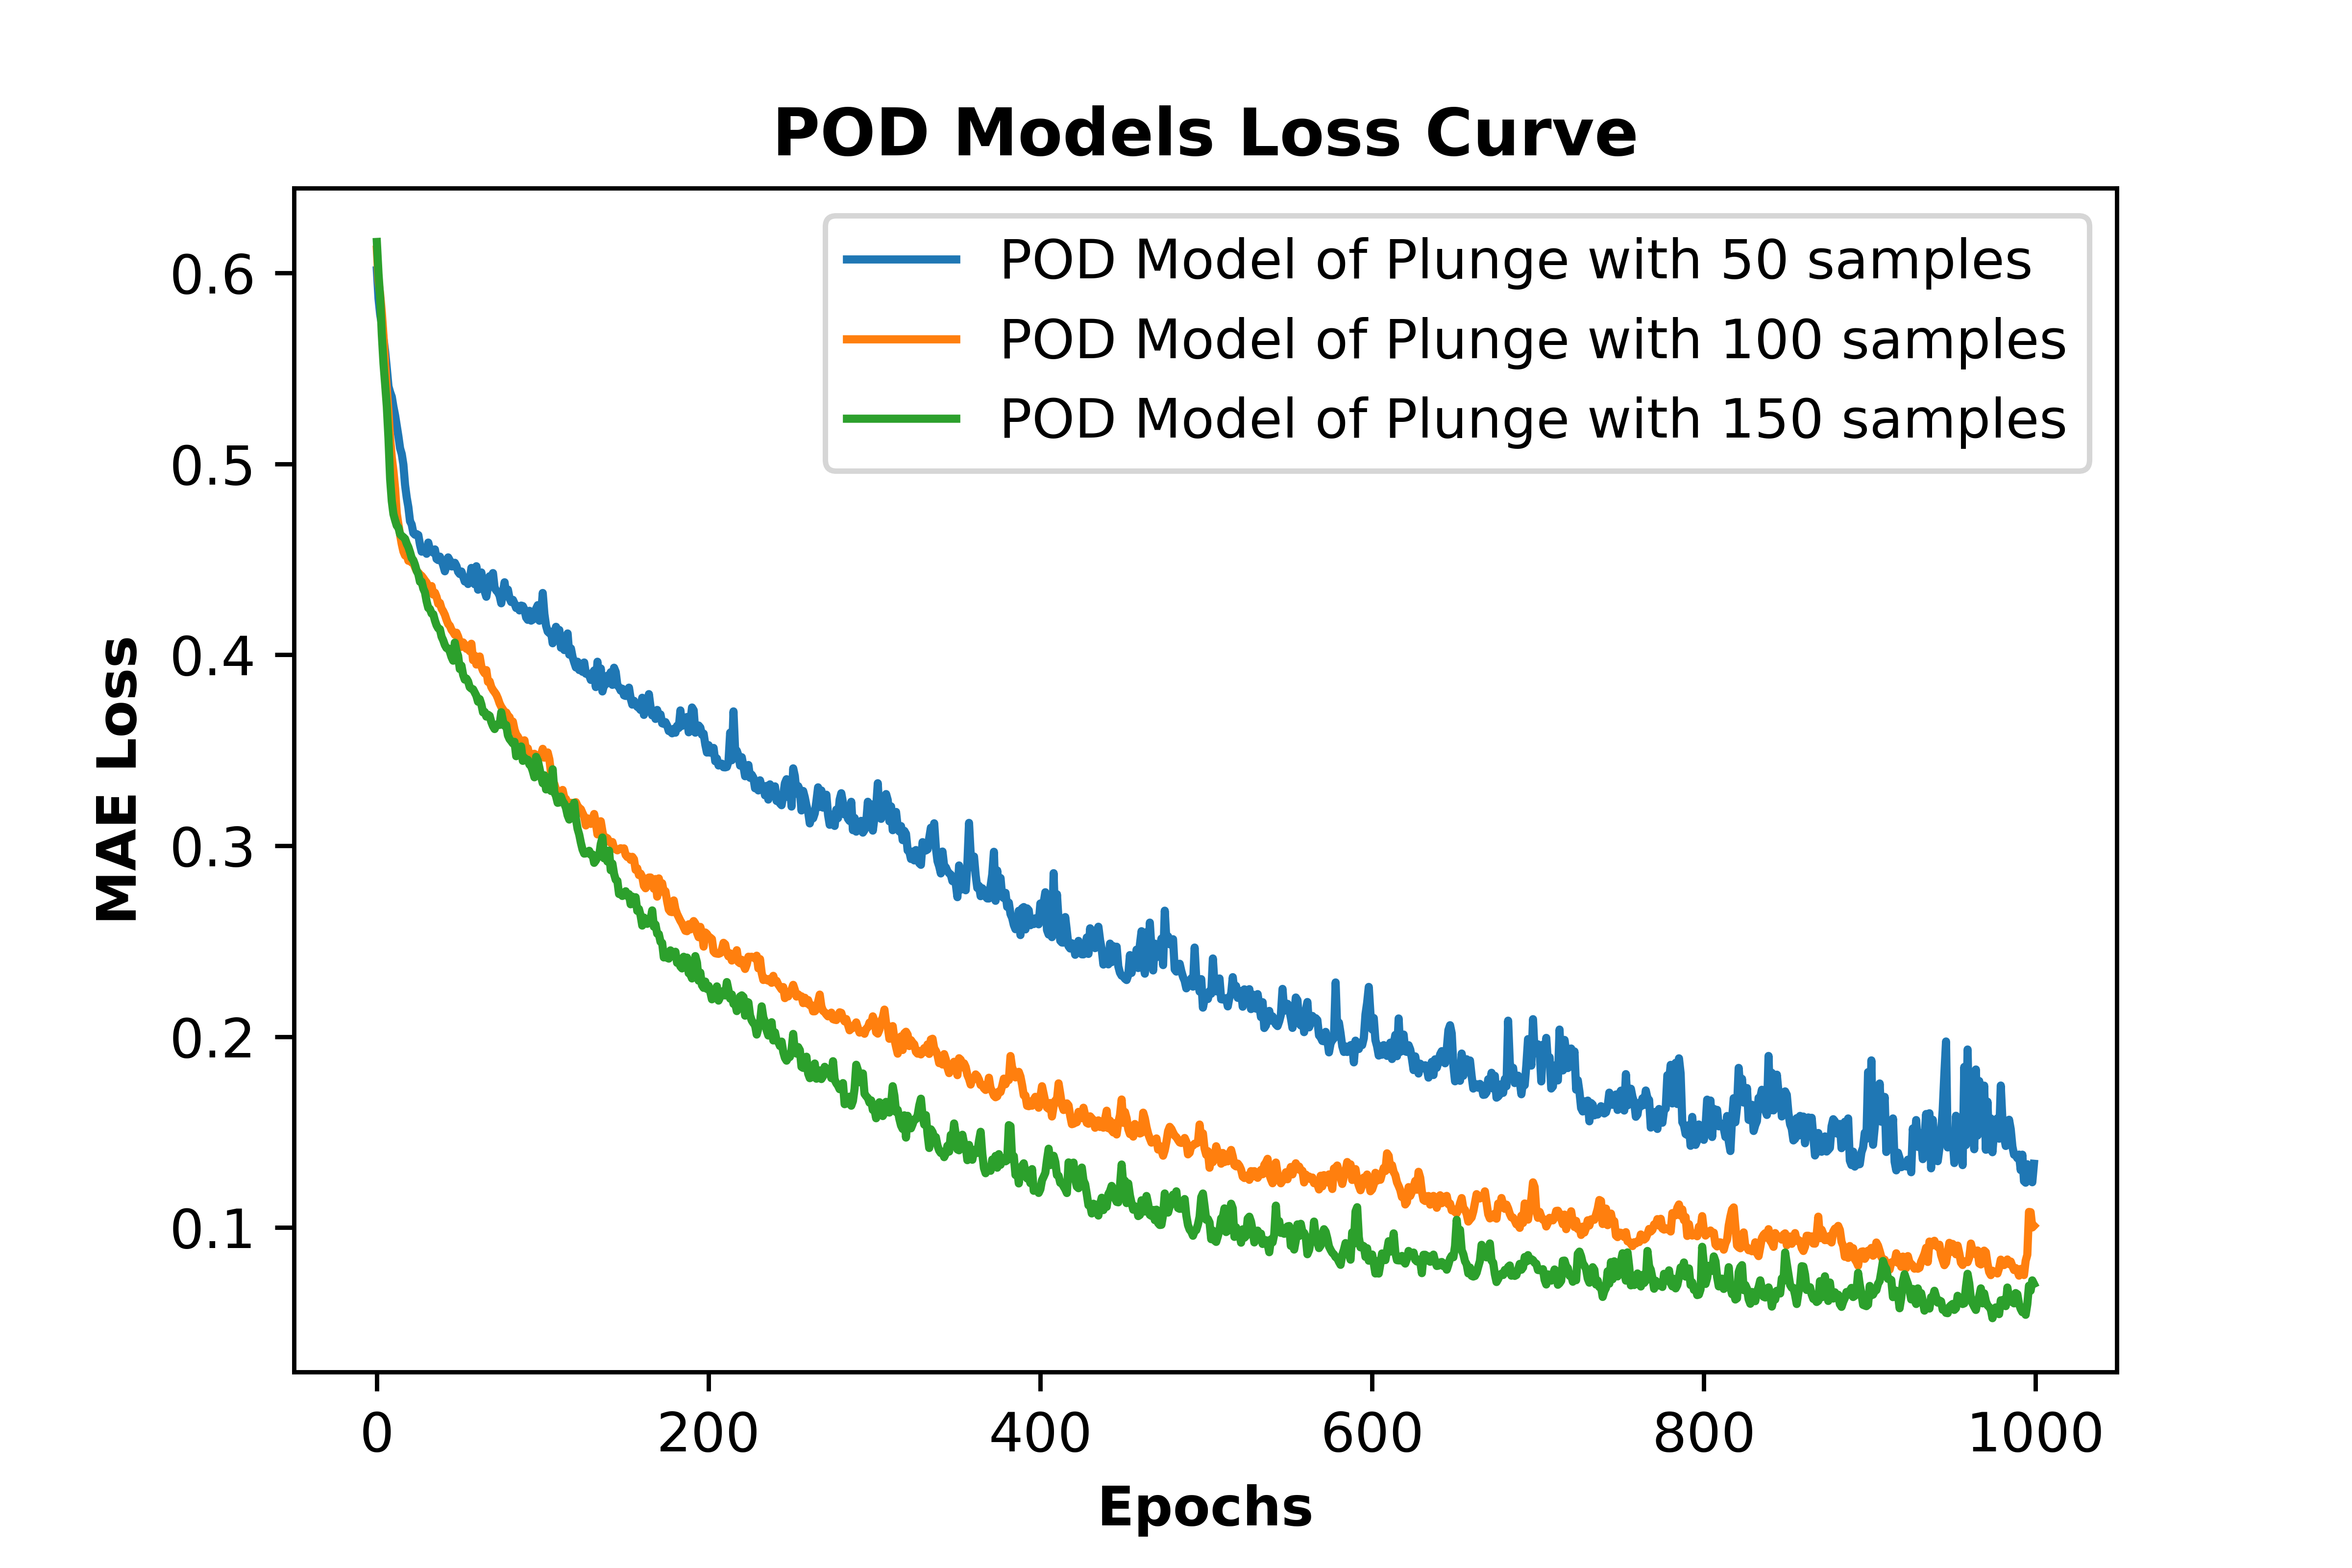 POD Models Loss Curve
POD Model of Plunge with 50 samples
POD Model of Plunge with 100 samples
POD Model of Plunge with 150 samples
0.6
0.5
0.4
0.3
0.2
0.1
MAE Loss
0 200 400 600 800 1000
Epochs